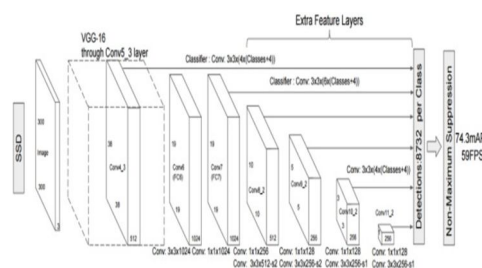 Extra Feature Layers
VGG-16
through Conv5_3 layer
Classifier : Conv: 3x3x(4x(Classes+4))
Classifier : Conv: 3x3x(6x(Classes+4))
Conv: 3x3x(4x(Classes+4))
SSD
300
Image
300
3
38
Conv4_3
38
512
19
Conv6
(FC6)
19
1024
19
Conv7
(FC7)
19
1024
10
Conv8_2
10
512
5
Conv9_2
5
256
3
Conv10_2
3
256
Conv11_2
256
Conv: 3x3x1024
Conv: 1x1x1024
Conv: 1x1x256
Conv: 3x3x512-s2
Conv: 1x1x128
Conv: 3x3x256-s2
Conv: 1x1x128
Conv: 3x3x256-s1
Conv: 1x1x128
Conv: 3x3x256-s1
Detections:8732 per Class
Non-Maximum Suppression
74.3mAP
59FPS